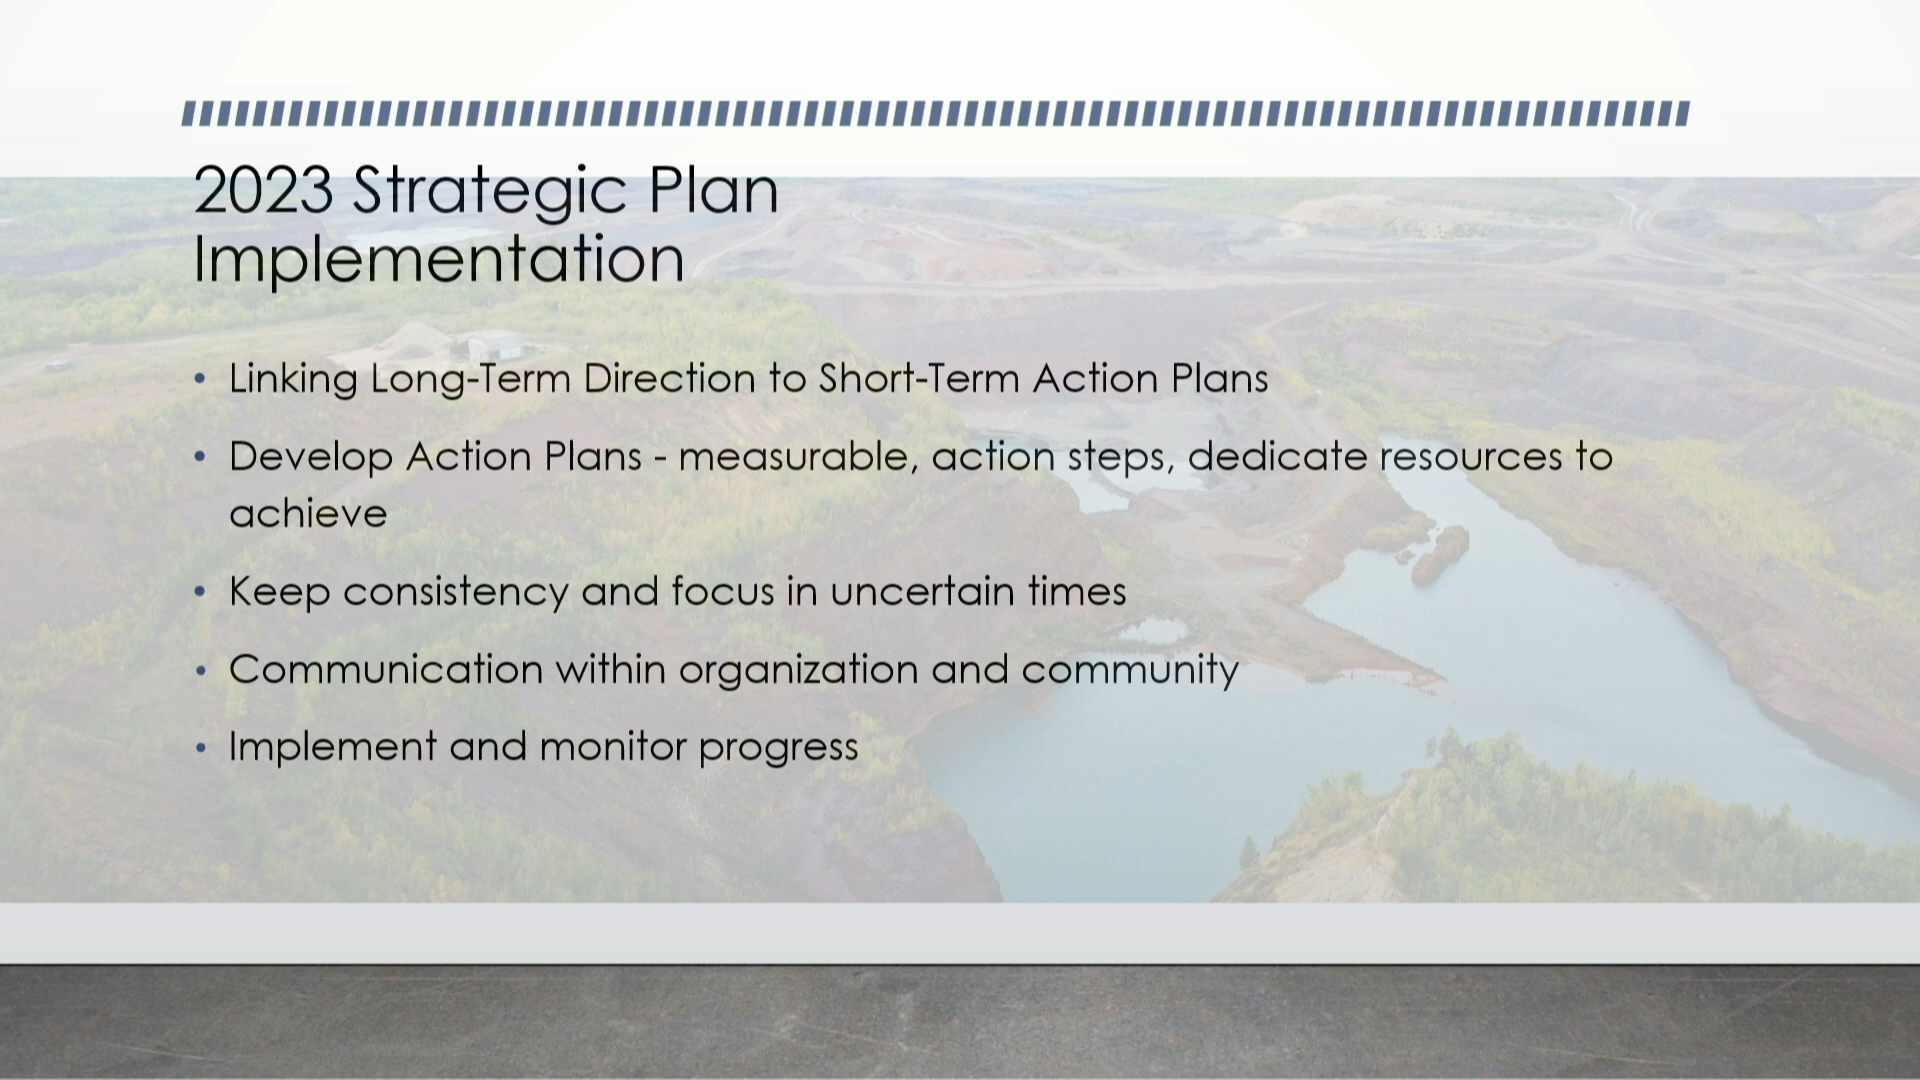 2023 Strategic Plan
Implementation
• Linking Long-Term Direction to Short-Term Action Plans
• Develop Action Plans - measurable, action steps, dedicate resources to
achieve
• Keep consistency and focus in uncertain times
• Communication within organization and community
• Implement and monitor progress